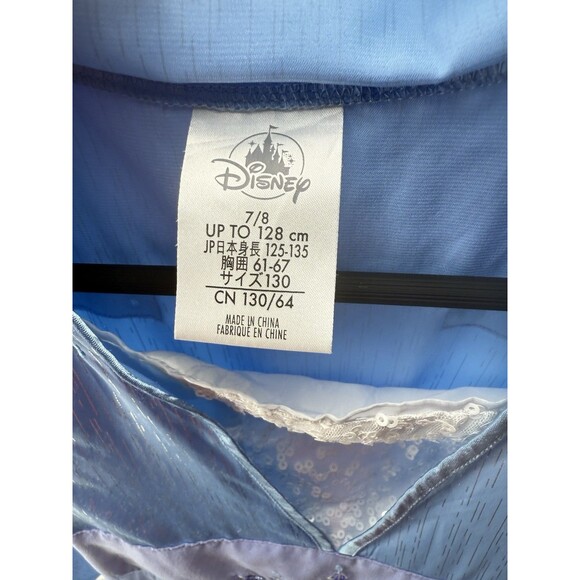 Disney
7/8
UP TO 128 cm
JP日本身長 125-135
胸囲 61-67
サイズ130
CN 130/64
MADE IN CHINA
FABRIQUÉ EN CHINE